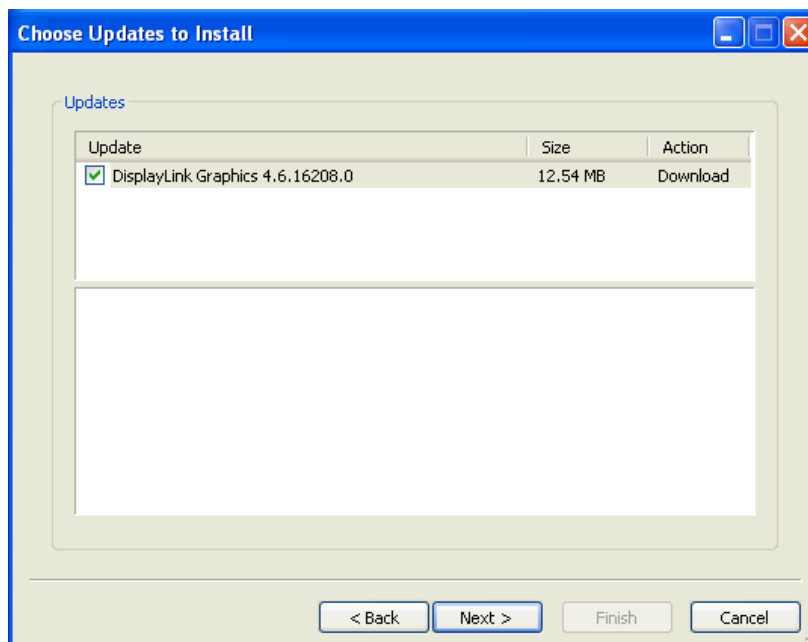 Choose Updates to Install
Updates
Update Size Action
DisplayLink Graphics 4.6.16208.0 12.54 MB Download
< Back Next > Finish Cancel